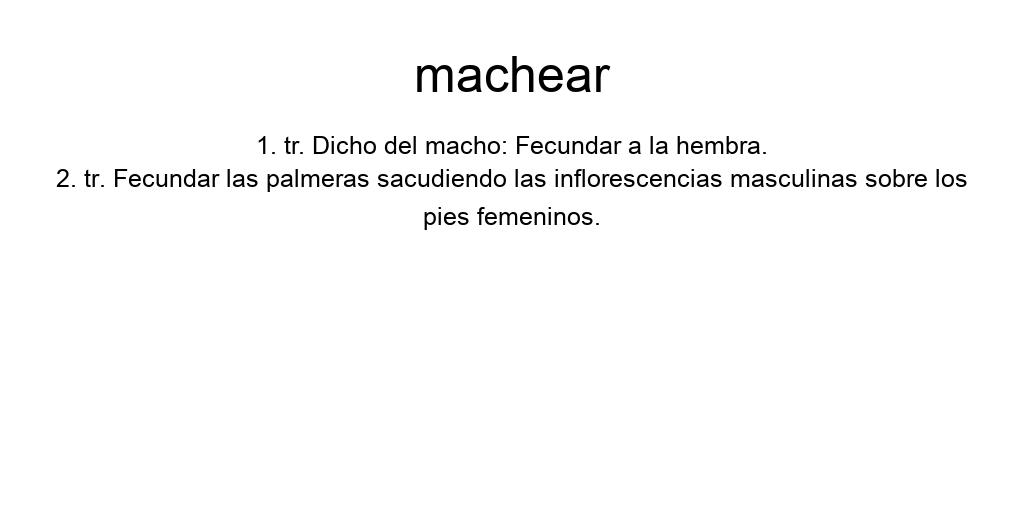 machear
1. tr. Dicho del macho: Fecundar a la hembra.
2. tr. Fecundar las palmeras sacudiendo las inflorescencias masculinas sobre los
pies femeninos.